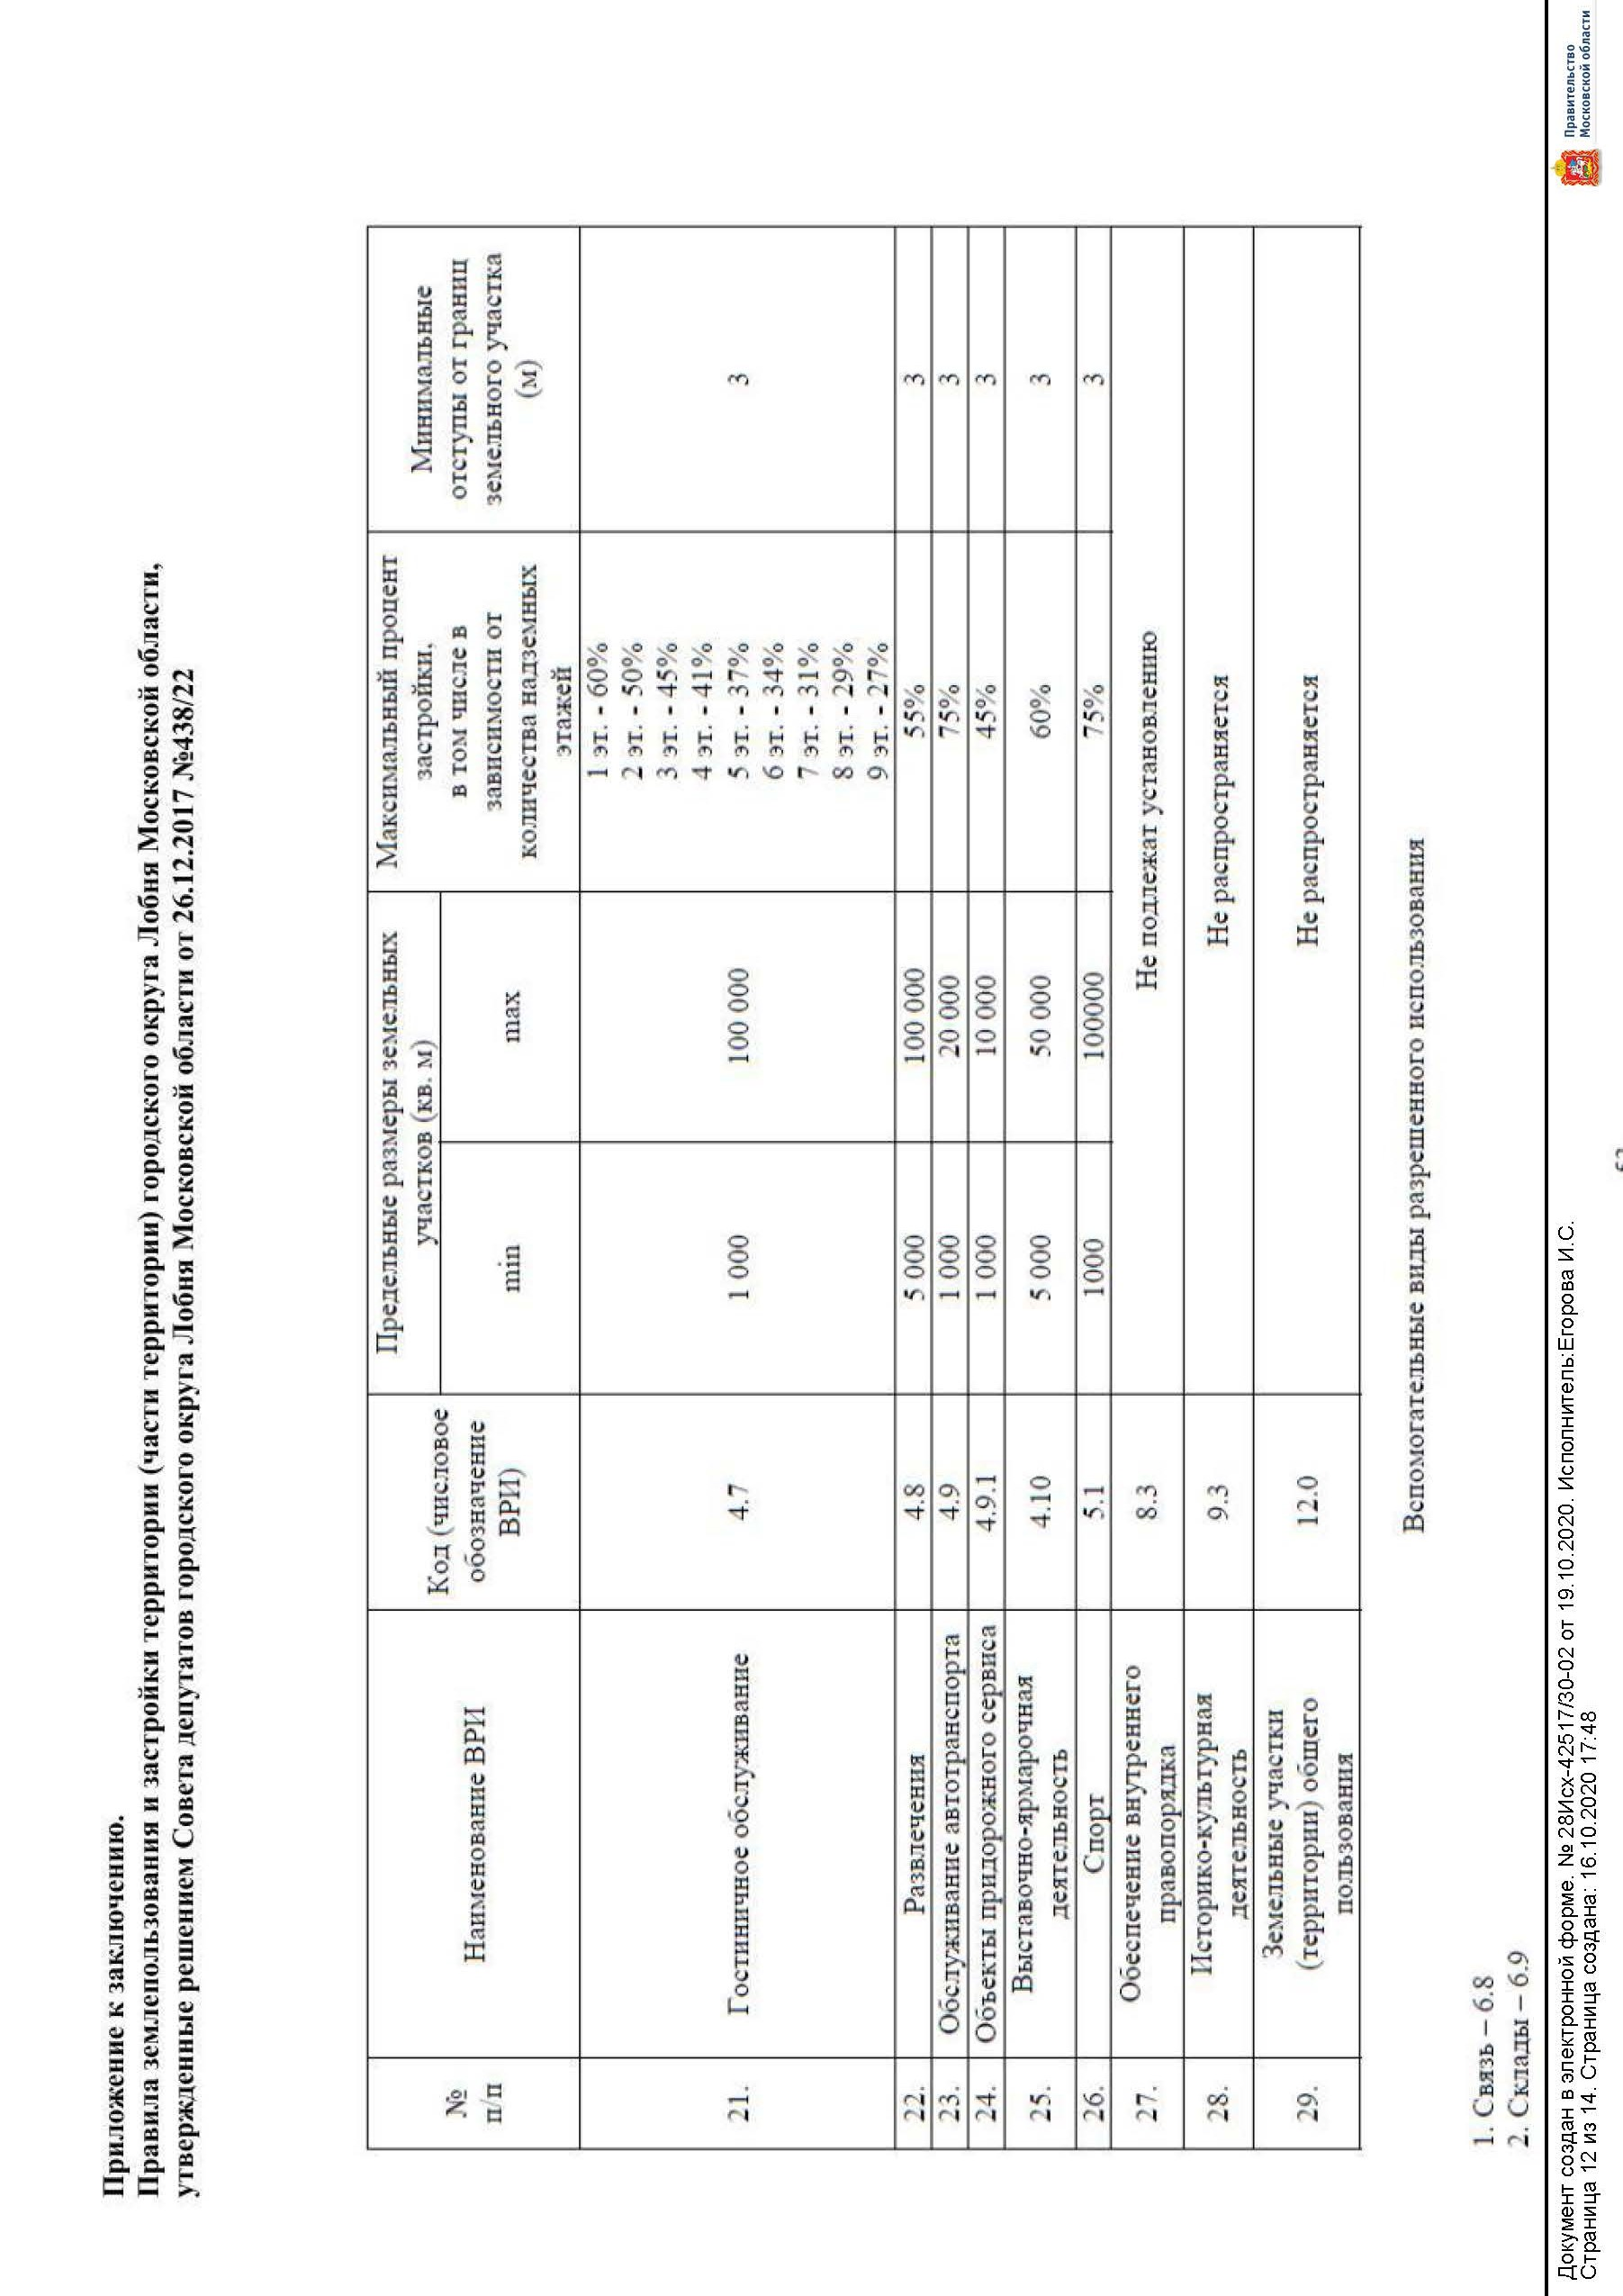 Приложение к заключению.
Правила землепользования и застройки территории (части территории) городского округа Лобня Московской области,
утвержденные решением Совета депутатов городского округа Лобня Московской области от 26.12.2017 №438/22
№
п/п
Наименование ВРИ
Код (числовое
обозначение
ВРИ)
Предельные размеры земельных
участков (кв. м)
min
max
Максимальный процент
застройки,
в том числе в
зависимости от
количества надземных
этажей
Минимальные
отступы от границ
земельного участка
(м)
21.
Гостиничное обслуживание
4.7
1 000
100 000
1 эт. - 60%
2 эт. - 50%
3 эт. - 45%
4 эт. - 41%
5 эт. - 37%
6 эт. - 34%
7 эт. - 31%
8 эт. - 29%
9 эт. - 27%
3
22. Развлечения 4.8 5 000 100 000 55% 3
23. Обслуживание автотранспорта 4.9 1 000 20 000 75% 3
24. Объекты придорожного сервиса 4.9.1 1 000 10 000 45% 3
25.
Выставочно-ярмарочная
деятельность
4.10 5 000 50 000 60% 3
26. Спорт 5.1 1000 100000 75% 3
27.
Обеспечение внутреннего
правопорядка
8.3 Не подлежат установлению
28.
Историко-культурная
деятельность
9.3 Не распространяется
29.
Земельные участки
(территории) общего
пользования
12.0 Не распространяется
Вспомогательные виды разрешенного использования
1. Связь – 6.8
2. Склады – 6.9
Документ создан в электронной форме. № 28Исх-42517/30-02 от 19.10.2020. Исполнитель:Егорова И.С.
Страница 12 из 14. Страница создана: 16.10.2020 17:48
Правительство
Московской области